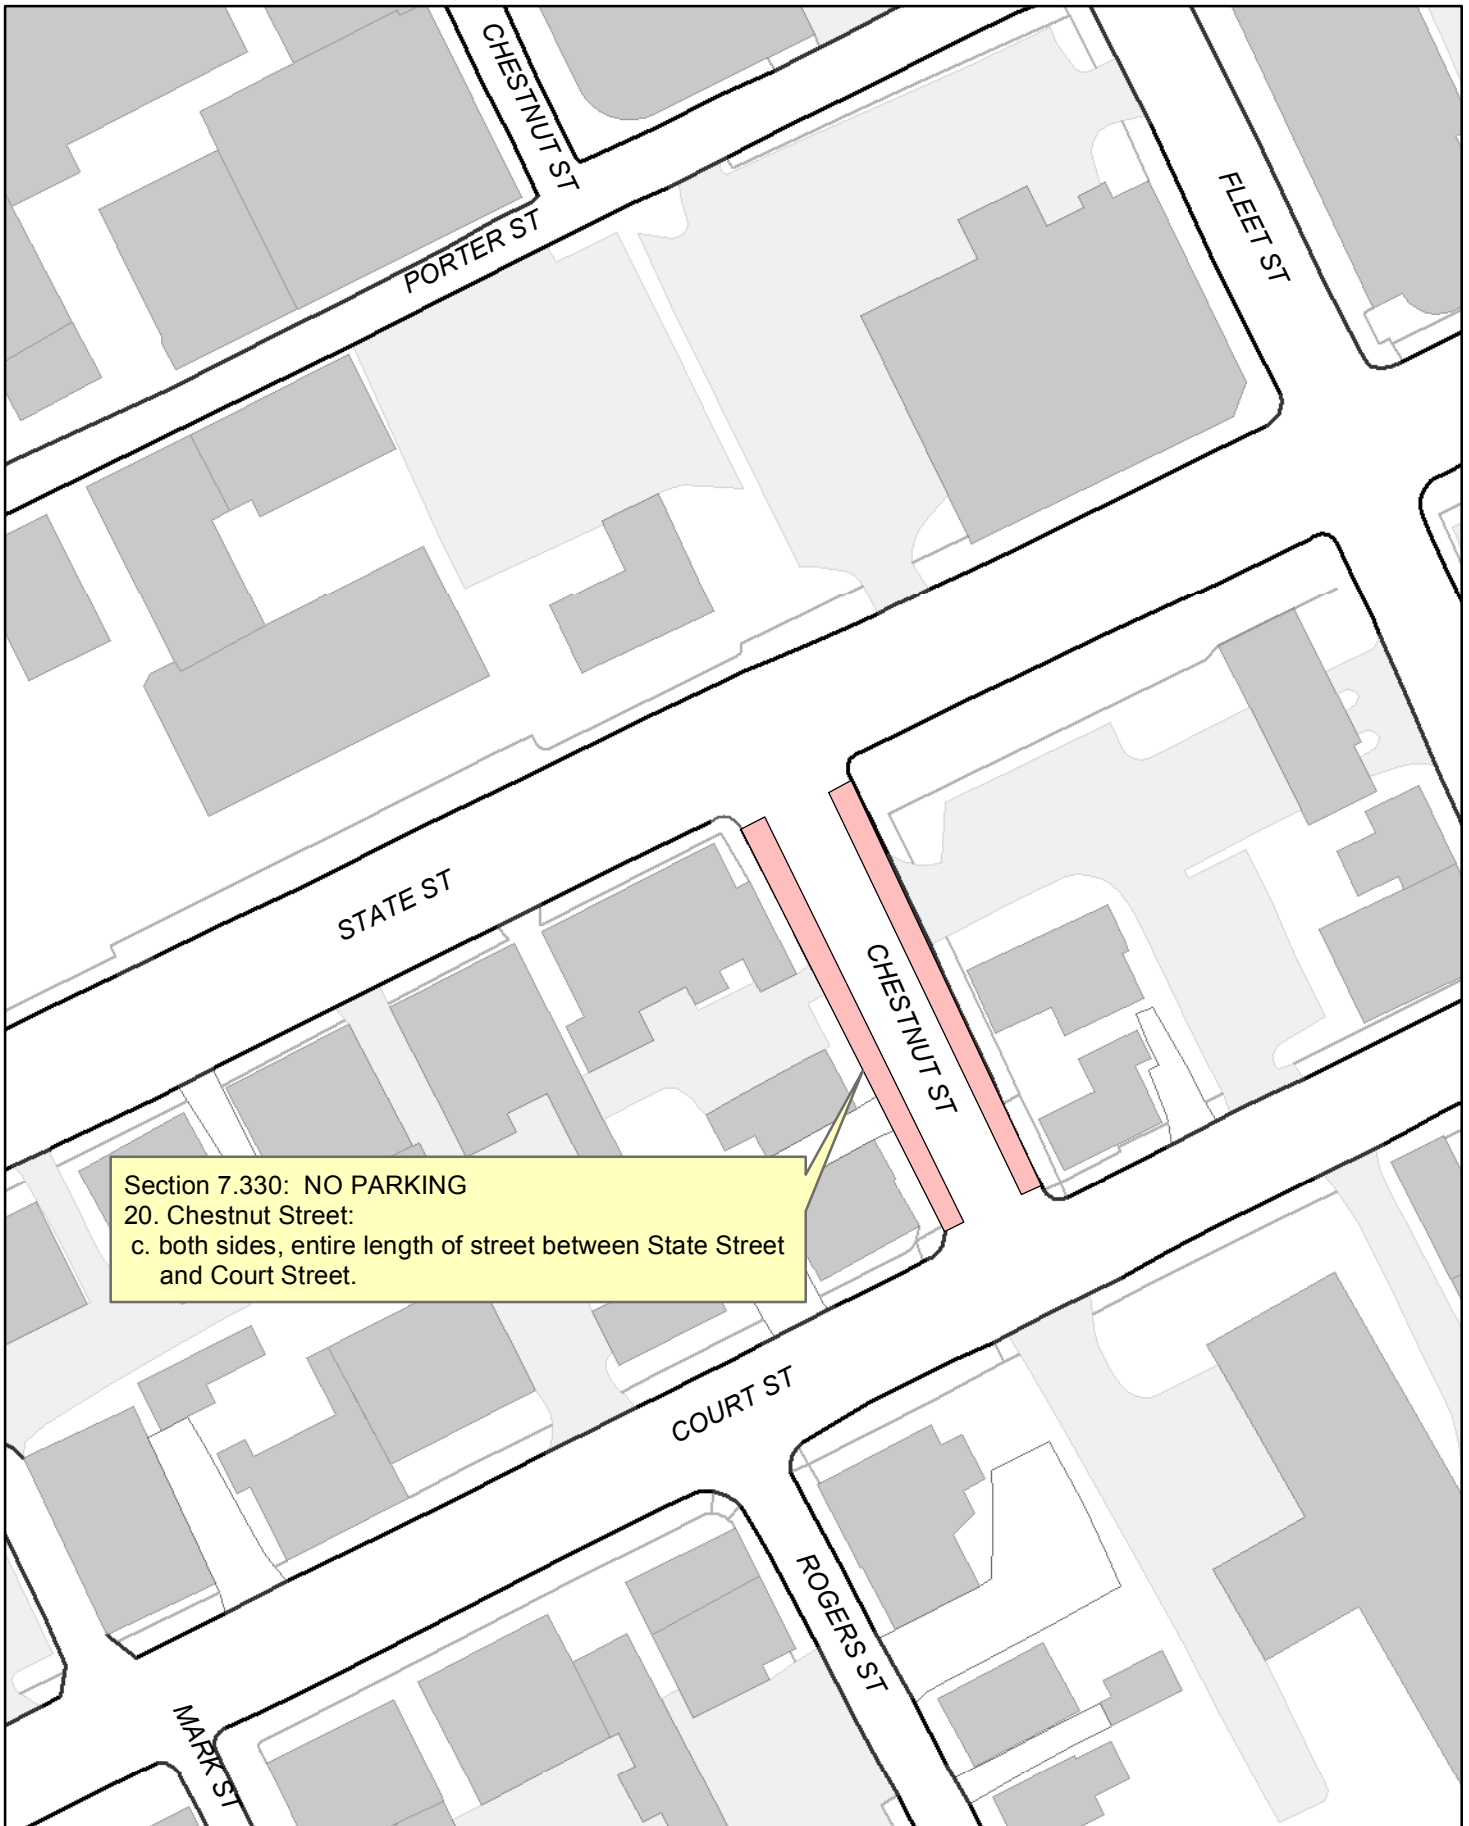 CHESTNUT ST
PORTER ST
FLEET ST
STATE ST
CHESTNUT ST
Section 7.330:  NO PARKING
20. Chestnut Street:
c. both sides, entire length of street between State Street
and Court Street.
COURT ST
ROGERS ST
MARK ST